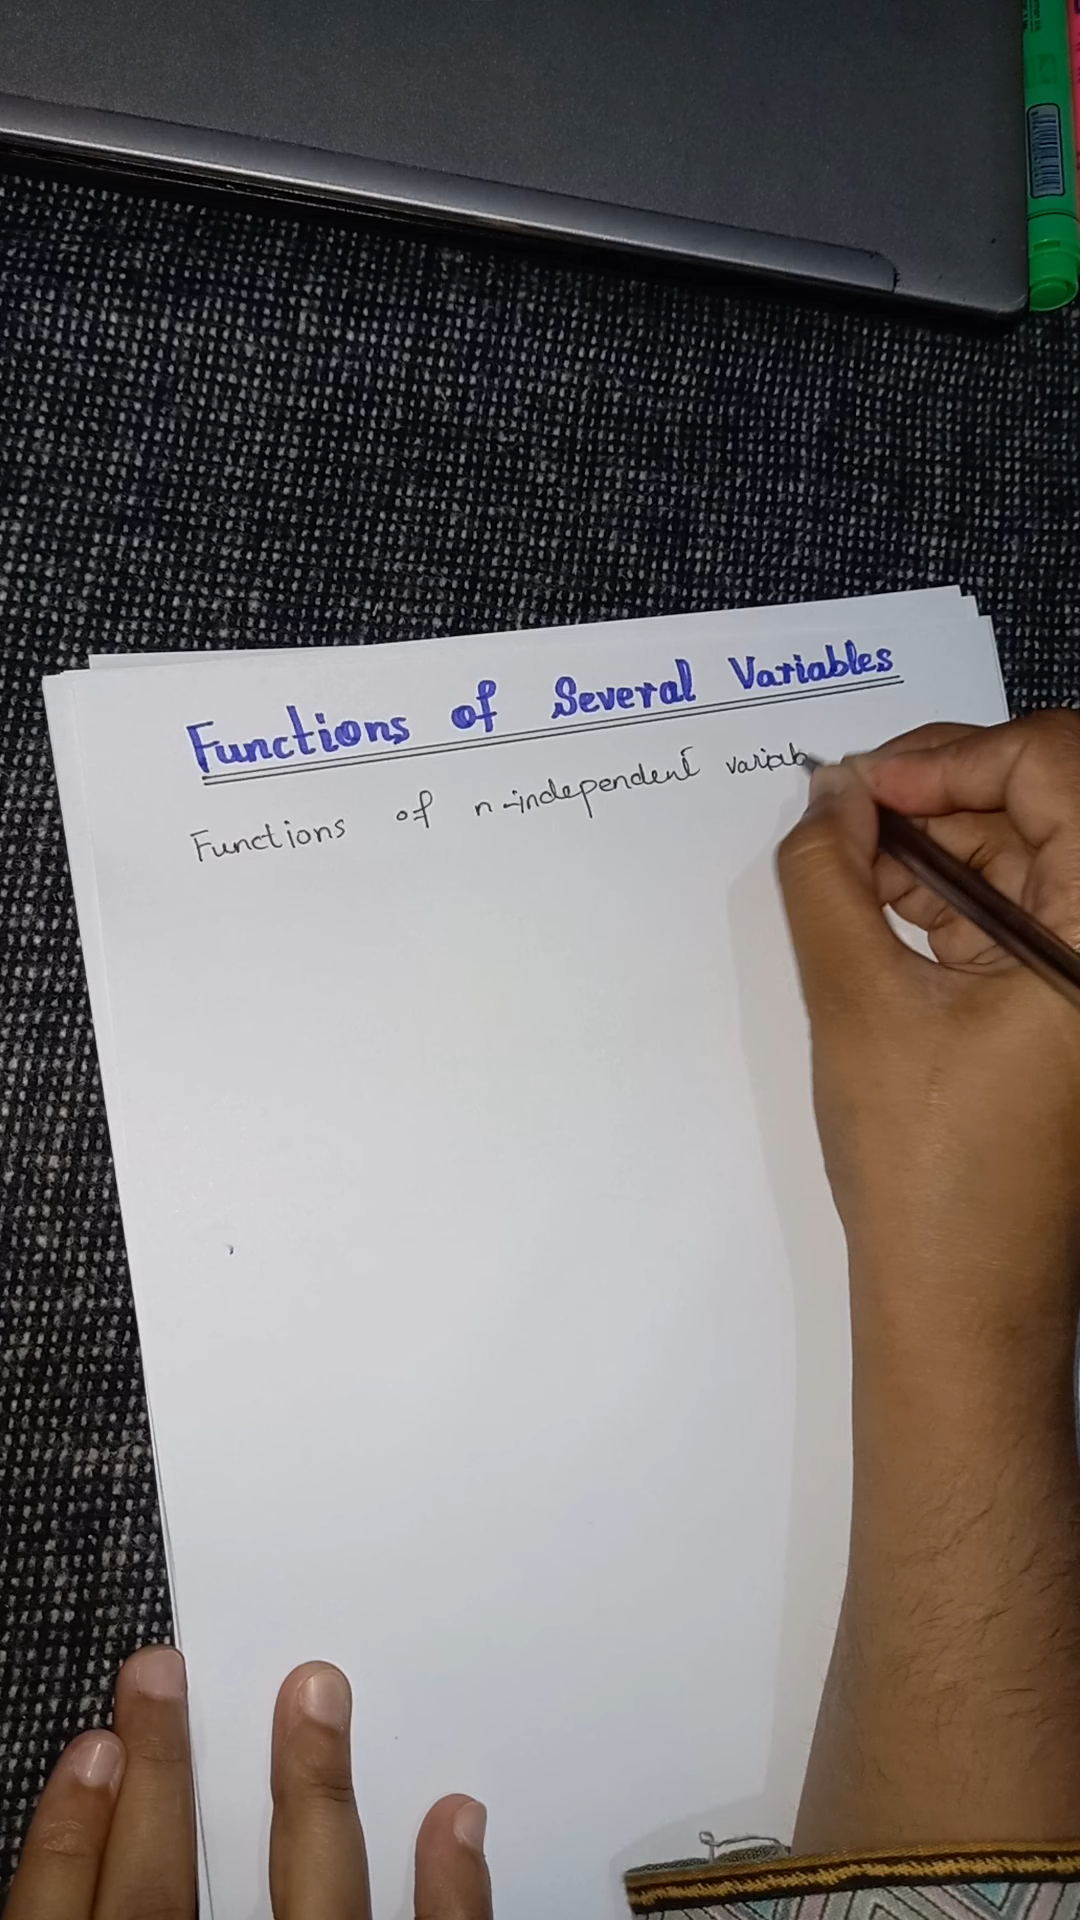 Functions of Several Variables
Functions of n-independent variab